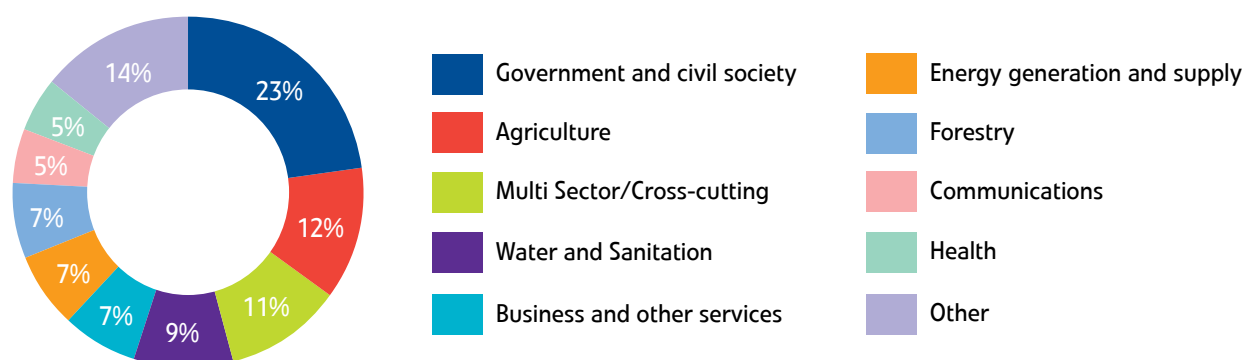 23%
12%
11%
9%
7%
7%
7%
5%
5%
14%
Government and civil society
Agriculture
Multi Sector/Cross-cutting
Water and Sanitation
Business and other services
Energy generation and supply
Forestry
Communications
Health
Other